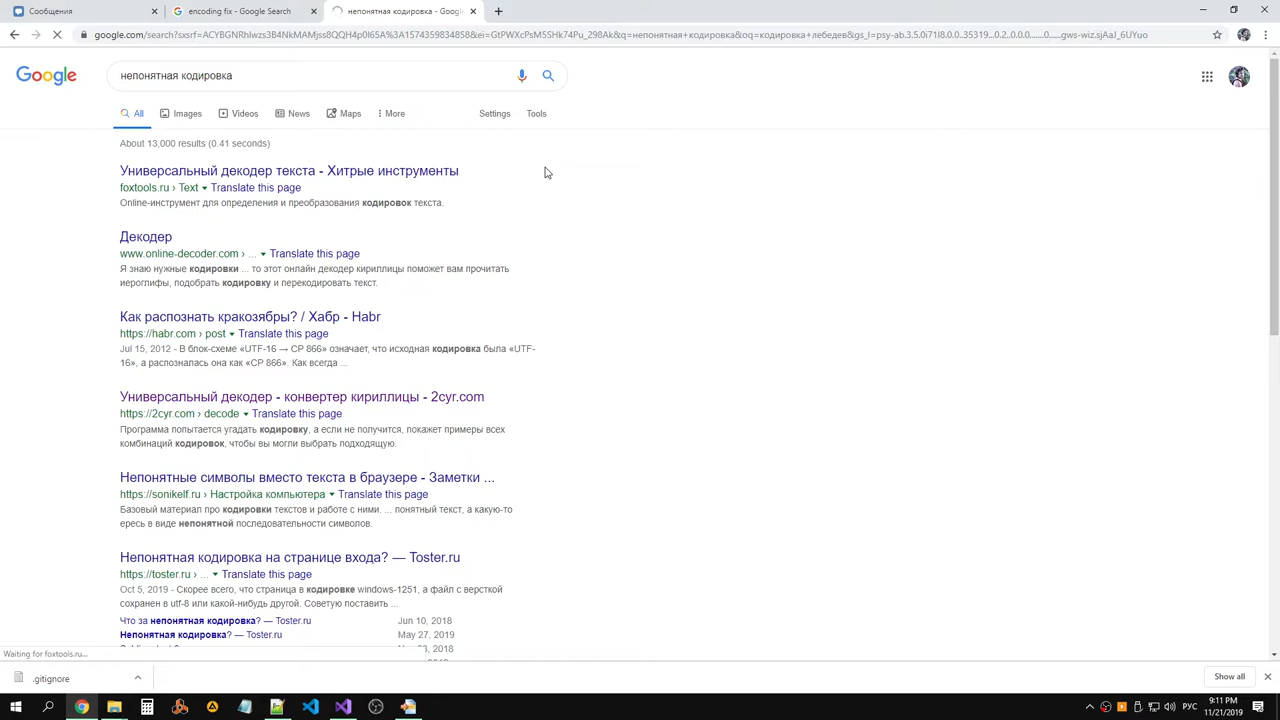 Сообщения
encoding fix - Google Search
непонятная кодировка - Googl
google.com/search?sxsrf=ACYBGNRhlwzs3B4NkMAMjss8QQH4p0I65A%3A1574359834858&ei=GtPWXcPsM5SHk74Pu_298Ak&q=непонятная+кодировка&oq=кодировка+лебедев&gs_l=psy-ab.3.5.0i71l8.0.0..35319...0.2..0.0.0.......0......gws-wiz.sjAaJ_6UYuo
Google
непонятная кодировка
All
Images
Videos
News
Maps
More
Settings
Tools
About 13,000 results (0.41 seconds)
Универсальный декодер текста - Хитрые инструменты
foxtools.ru › Text ▾ Translate this page
Online-инструмент для определения и преобразования кодировок текста.
Декодер
www.online-decoder.com › ... ▾ Translate this page
Я знаю нужные кодировки ... то этот онлайн декодер кириллицы поможет вам прочитать
иероглифы, подобрать кодировку и перекодировать текст.
Как распознать кракозябры? / Хабр - Habr
https://habr.com › post ▾ Translate this page
Jul 15, 2012 - В блок-схеме «UTF-16 → CP 866» означает, что исходная кодировка была «UTF-
16», а распозналась она как «CP 866». Как всегда ...
Универсальный декодер - конвертер кириллицы - 2cyr.com
https://2cyr.com › decode ▾ Translate this page
Программа попытается угадать кодировку, а если не получится, покажет примеры всех
комбинаций кодировок, чтобы вы могли выбрать подходящую.
Непонятные символы вместо текста в браузере - Заметки ...
https://sonikelf.ru › Настройка компьютера ▾ Translate this page
Базовый материал про кодировки текстов и работе с ними. ... понятный текст, а какую-то
ересь в виде непонятной последовательности символов.
Непонятная кодировка на странице входа? — Toster.ru
https://toster.ru › ... ▾ Translate this page
Oct 5, 2019 - Скорее всего, что страница в кодировке windows-1251, а файл с версткой
сохранен в utf-8 или какой-нибудь другой. Советую поставить ...
Что за непонятная кодировка? — Toster.ru Jun 10, 2018
Непонятная кодировка? — Toster.ru May 27, 2019
Waiting for foxtools.ru...
.gitignore
Show all
РУС
9:11 PM
11/21/2019